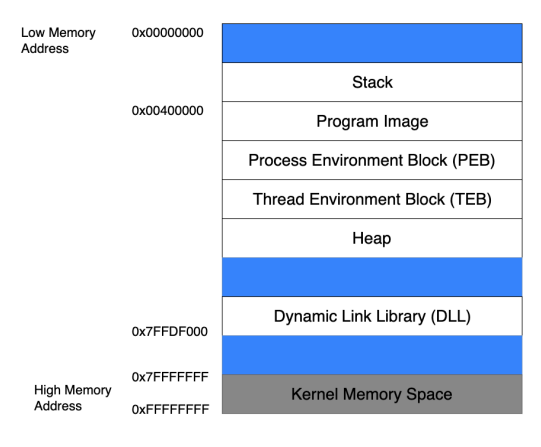 Low Memory
Address
0x00000000
Stack
0x00400000
Program Image
Process Environment Block (PEB)
Thread Environment Block (TEB)
Heap
Dynamic Link Library (DLL)
0x7FFDF000
0x7FFFFFFF
Kernel Memory Space
High Memory
Address
0xFFFFFFFF